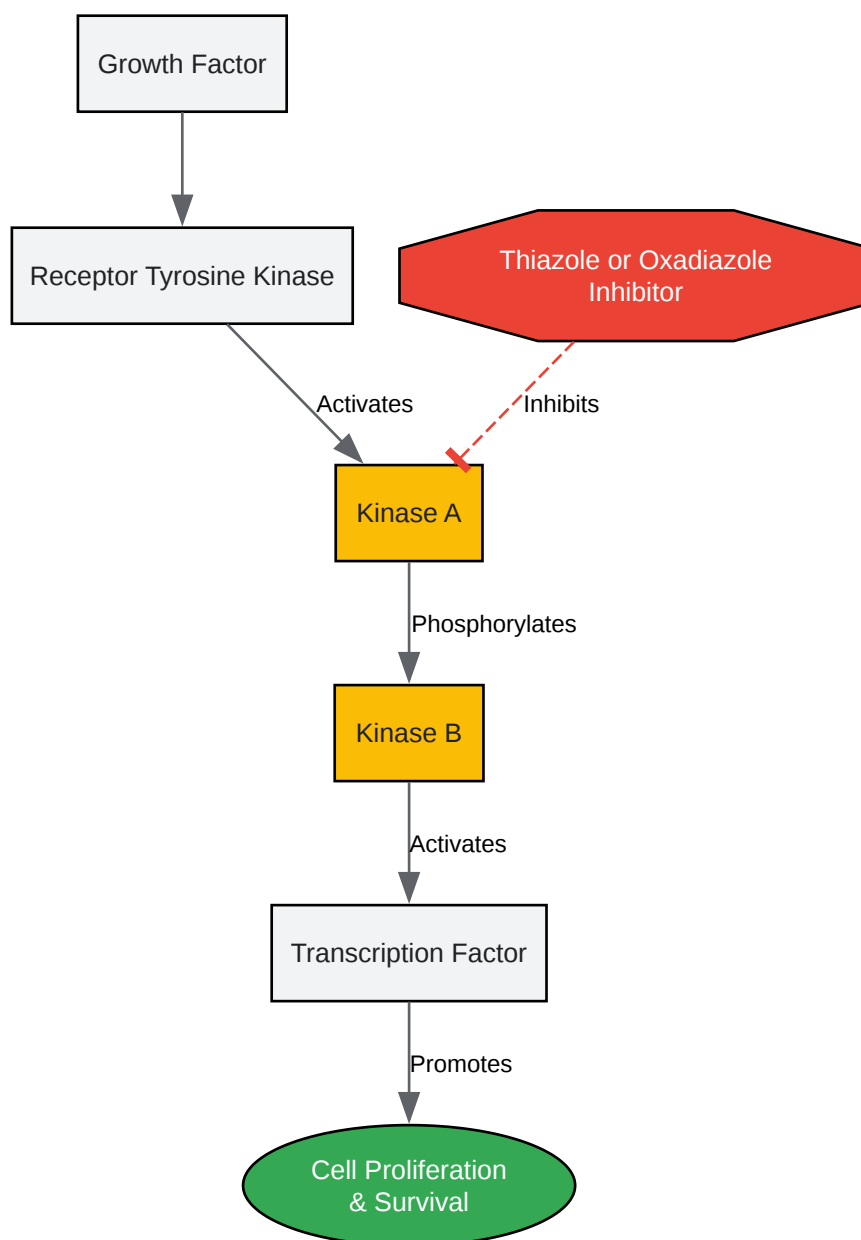 Growth Factor
Receptor Tyrosine Kinase
Thiazole or Oxadiazole
Inhibitor
Activates
Inhibits
Kinase A
Phosphorylates
Kinase B
Activates
Transcription Factor
Promotes
Cell Proliferation
& Survival